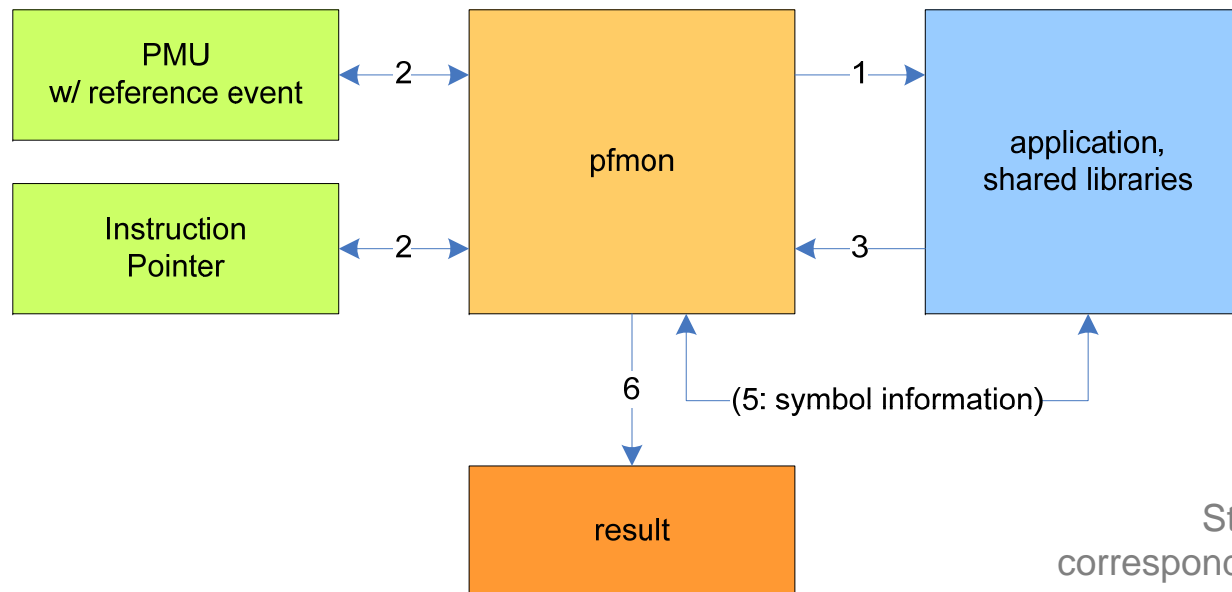 PMU
w/ reference event
2
pfmon
1
application,
shared libraries
Instruction
Pointer
2
3
6
(5: symbol information)
result